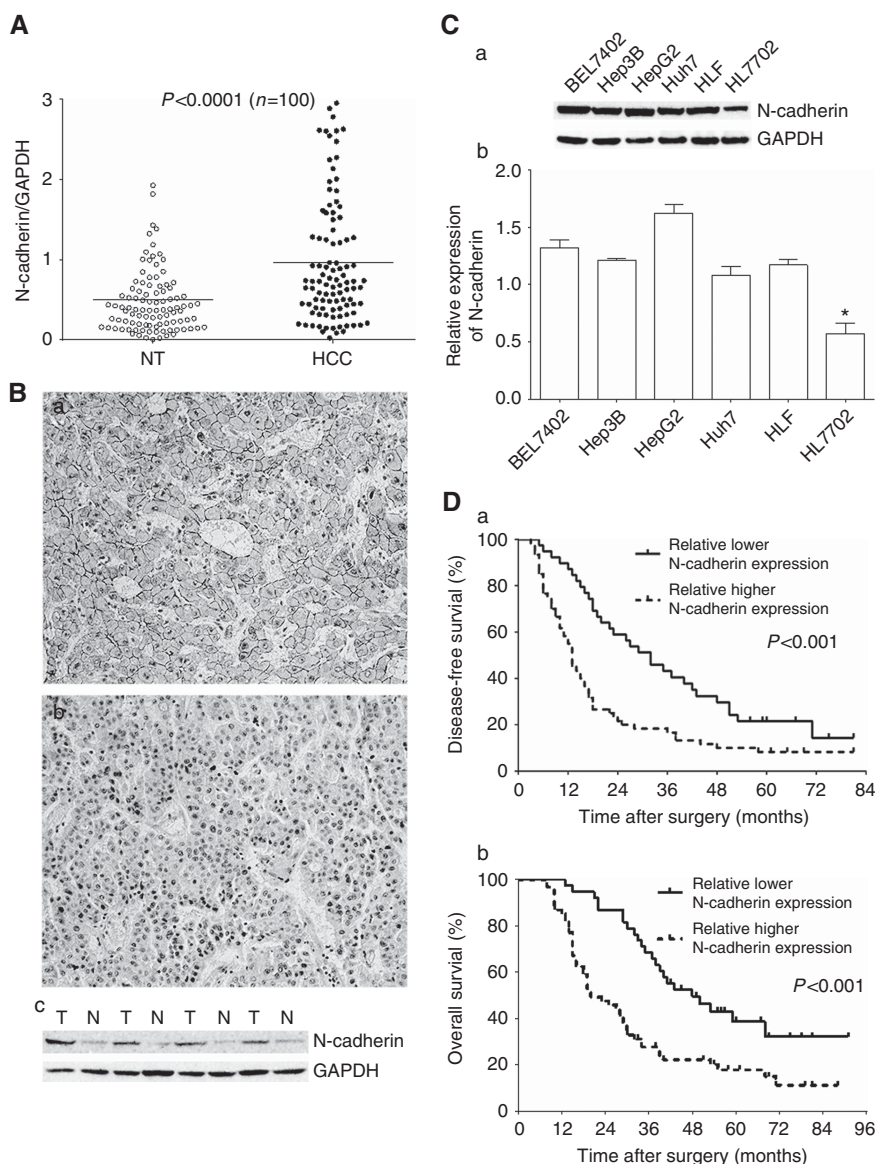 A
P<0.0001 (n=100)
N-cadherin/GAPDH
3
2
1
0
NT
HCC
B
a
b
c
T N T N T N T N
N-cadherin
GAPDH
C
a
BEL7402
Hep3B
HepG2
Huh7
HLF
HL7702
N-cadherin
GAPDH
b
Relative expression
of N-cadherin
2.0
1.5
1.0
0.5
0.0
*
BEL7402
Hep3B
HepG2
Huh7
HLF
HL7702
D
a
Disease-free survial (%)
100
80
60
40
20
0
Relative lower
N-cadherin expression
Relative higher
N-cadherin expression
P<0.001
0 12 24 36 48 60 72 84
Time after surgery (months)
b
Overall survial (%)
100
80
60
40
20
0
Relative lower
N-cadherin expression
Relative higher
N-cadherin expression
P<0.001
0 12 24 36 48 60 72 84 96
Time after surgery (months)